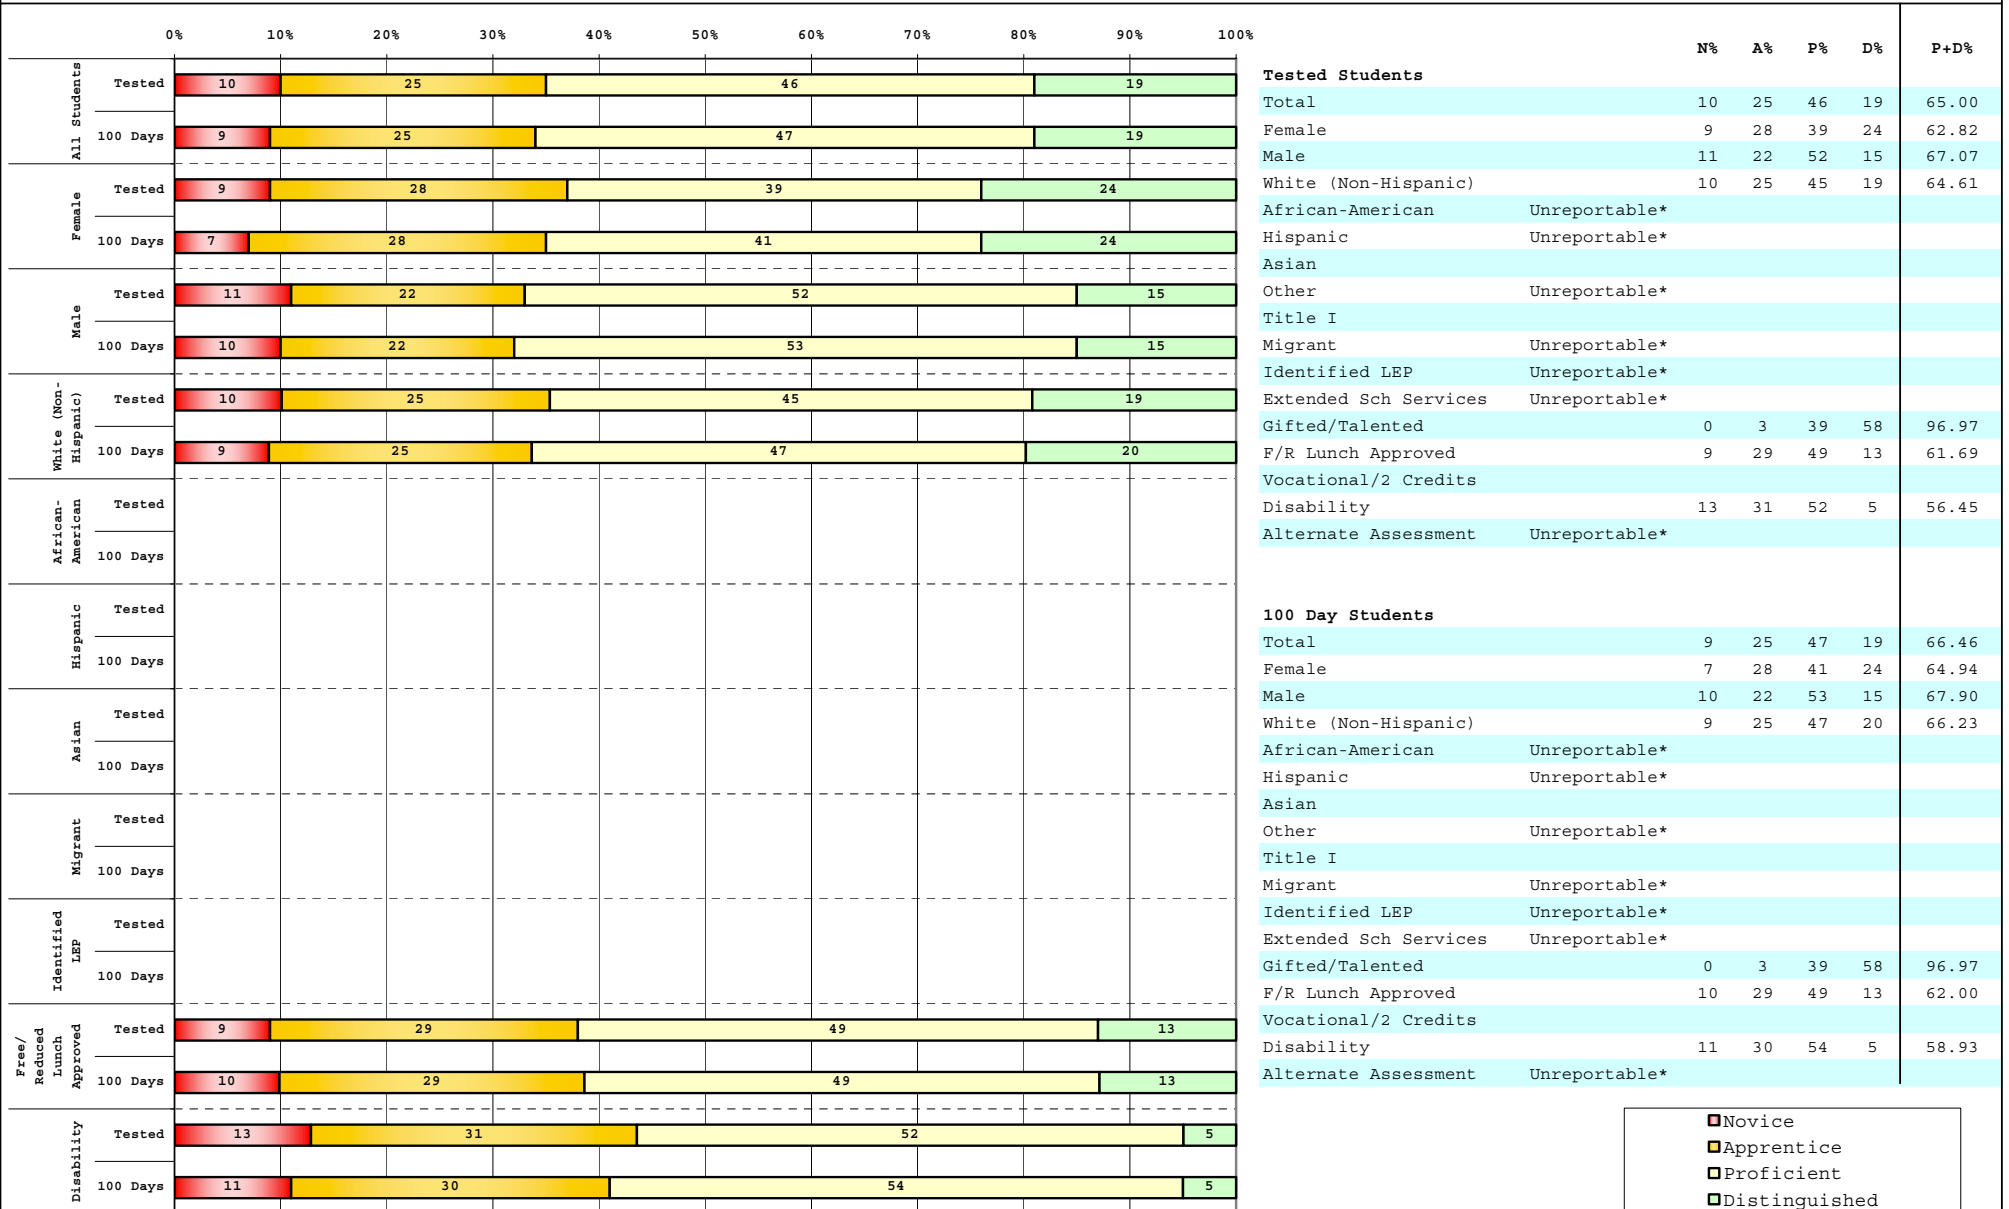 0% 10% 20% 30% 40% 50% 60% 70% 80% 90% 100%
All Students
Tested 10 25 46 19
100 Days 9 25 47 19
Female
Tested 9 28 39 24
100 Days 7 28 41 24
Male
Tested 11 22 52 15
100 Days 10 22 53 15
White (Non-
Hispanic)
Tested 10 25 45 19
100 Days 9 25 47 20
African-
American
Tested
100 Days
Hispanic
Tested
100 Days
Asian
Tested
100 Days
Migrant
Tested
100 Days
Identified
LEP
Tested
100 Days
Free/
Reduced
Lunch
Approved
Tested 9 29 49 13
100 Days 10 29 49 13
Disability
Tested 13 31 52 5
100 Days 11 30 54 5
N% A% P% D% P+D%
Tested Students
Total 10 25 46 19 65.00
Female 9 28 39 24 62.82
Male 11 22 52 15 67.07
White (Non-Hispanic) 10 25 45 19 64.61
African-American Unreportable*
Hispanic Unreportable*
Asian
Other Unreportable*
Title I
Migrant Unreportable*
Identified LEP Unreportable*
Extended Sch Services Unreportable*
Gifted/Talented 0 3 39 58 96.97
F/R Lunch Approved 9 29 49 13 61.69
Vocational/2 Credits
Disability 13 31 52 5 56.45
Alternate Assessment Unreportable*
100 Day Students
Total 9 25 47 19 66.46
Female 7 28 41 24 64.94
Male 10 22 53 15 67.90
White (Non-Hispanic) 9 25 47 20 66.23
African-American Unreportable*
Hispanic Unreportable*
Asian
Other Unreportable*
Title I
Migrant Unreportable*
Identified LEP Unreportable*
Extended Sch Services Unreportable*
Gifted/Talented 0 3 39 58 96.97
F/R Lunch Approved 10 29 49 13 62.00
Vocational/2 Credits
Disability 11 30 54 5 58.93
Alternate Assessment Unreportable*
Novice
Apprentice
Proficient
Distinguished